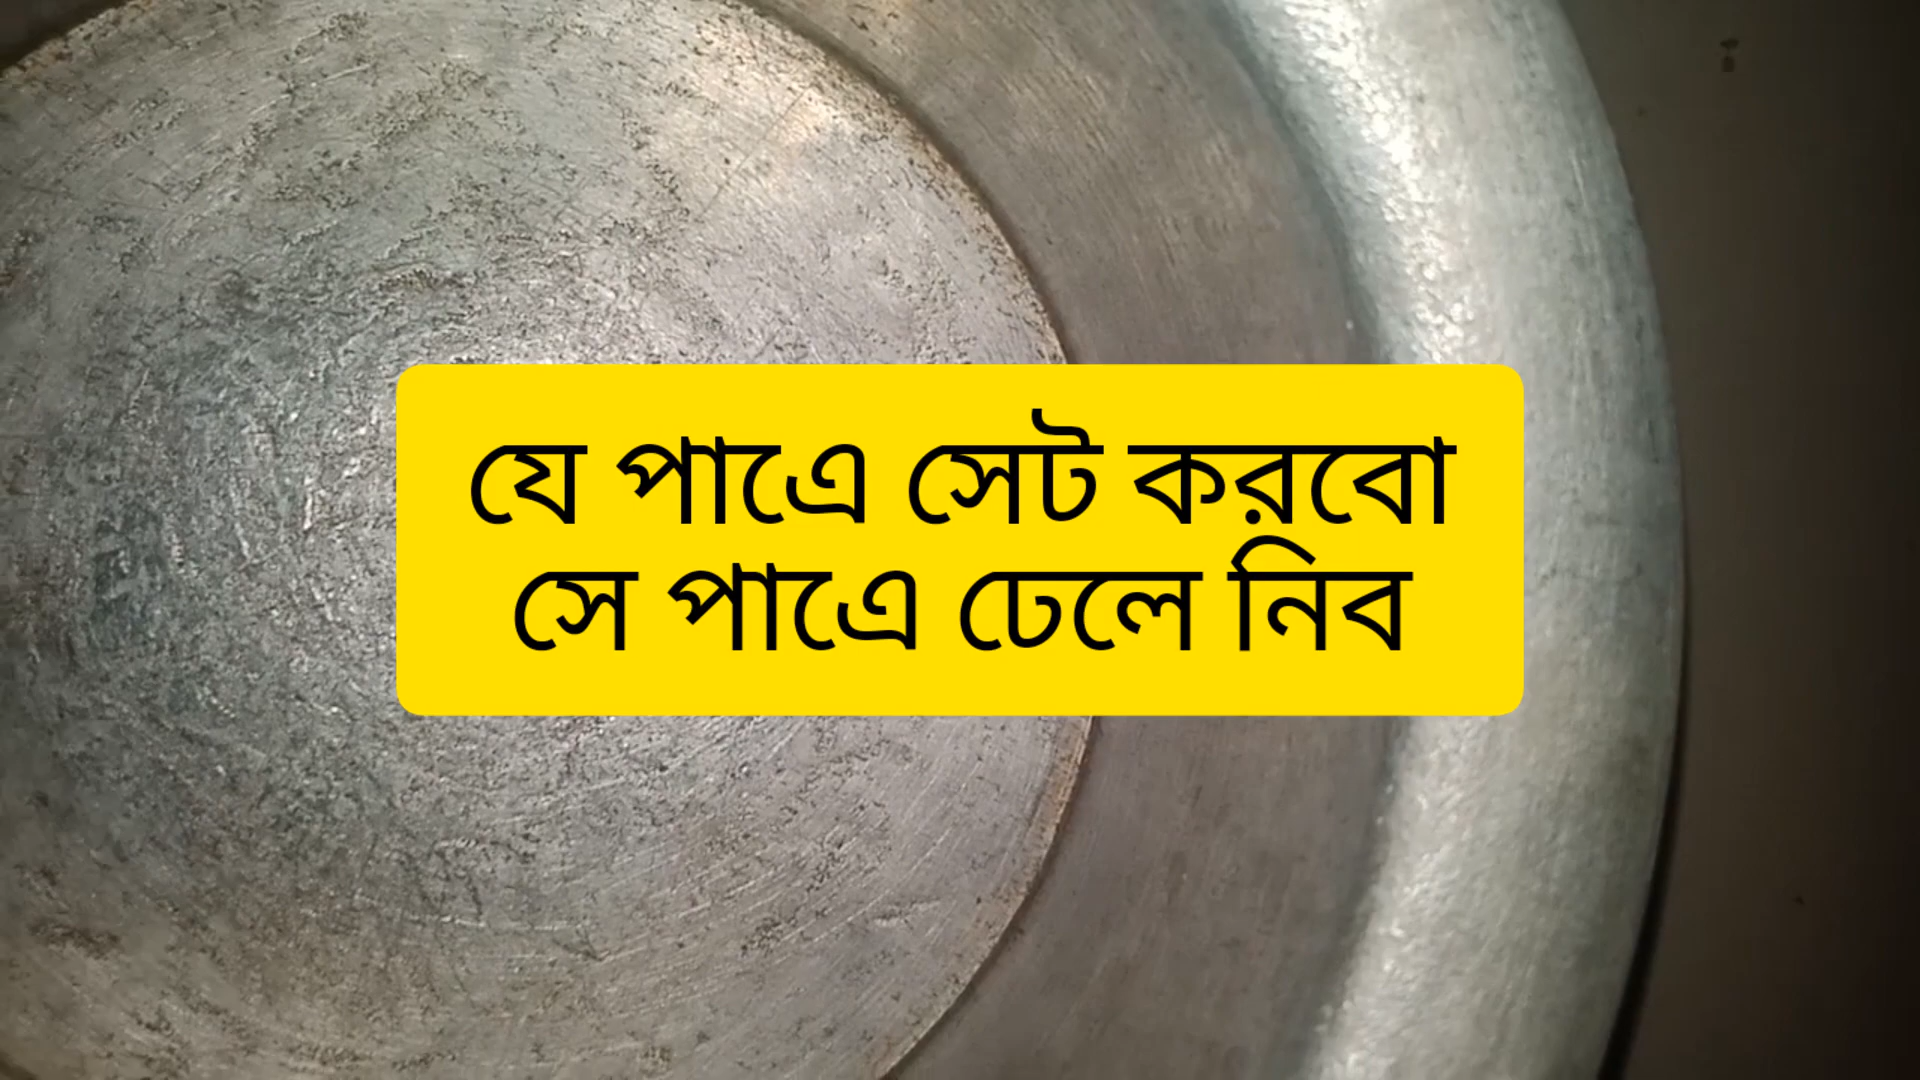 যে পাএে সেট করবো
সে পাএে ঢেলে নিব